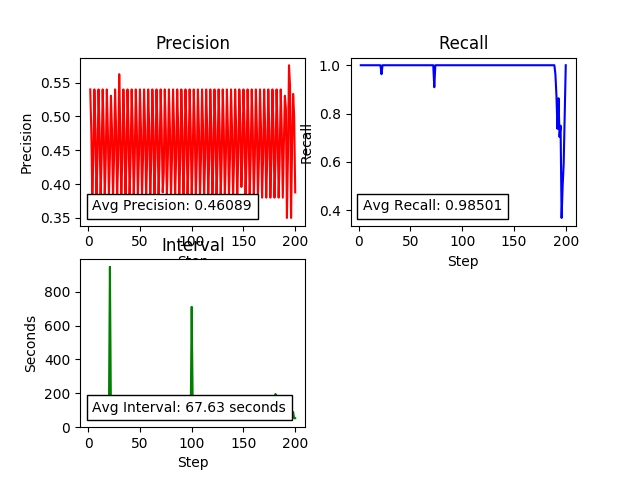 Precision
Precision
0.55
0.50
0.45
0.40
0.35
Avg Precision: 0.46089
0
50
100
150
200
Step
Recall
Recall
1.0
0.8
0.6
0.4
Avg Recall: 0.98501
0
50
100
150
200
Step
Interval
Seconds
800
600
400
200
0
Avg Interval: 67.63 seconds
0
50
100
150
200
Step